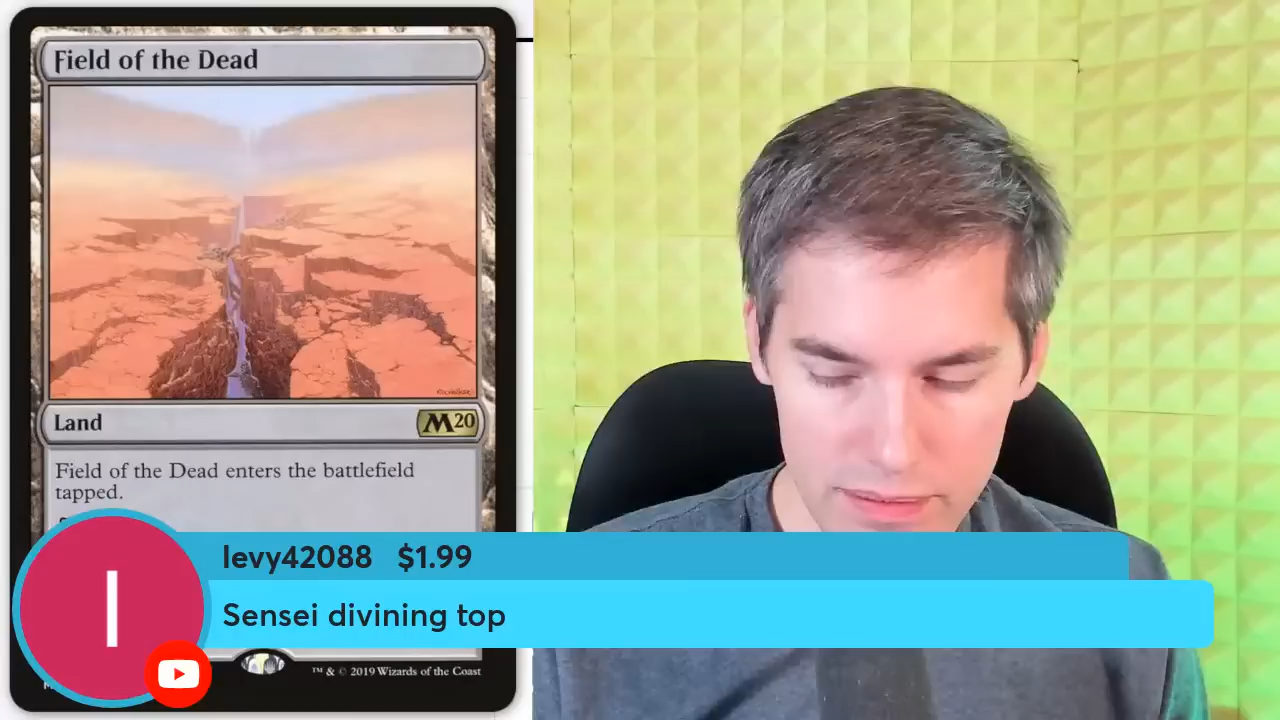 Field of the Dead
Land
M20
Field of the Dead enters the battlefield
tapped.
levy42088 $1.99
Sensei divining top
™ & © 2019 Wizards of the Coast